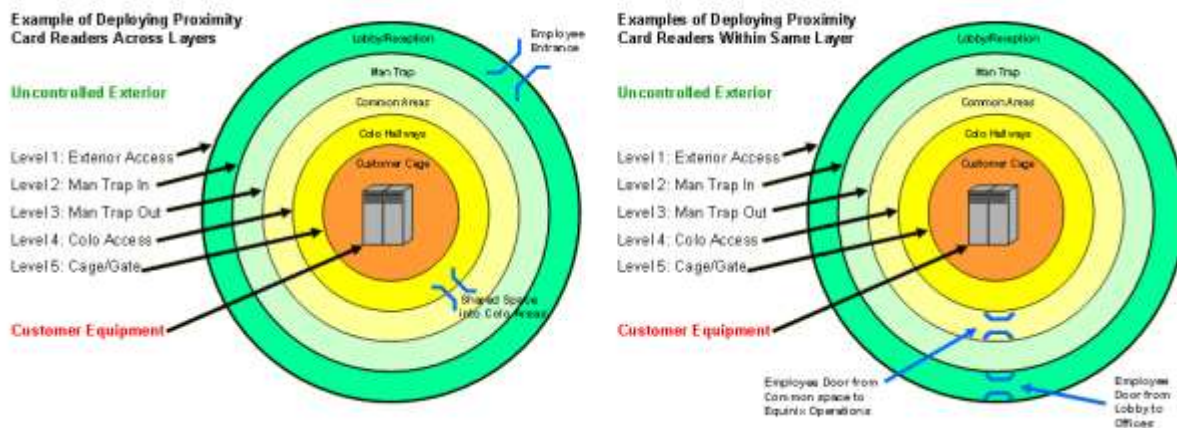 Example of Deploying Proximity
Card Readers Across Layers
Uncontrolled Exterior
Level 1: Exterior Access
Level 2: Man Trap In
Level 3: Man Trap Out
Level 4: Colo Access
Level 5: Cage/Gate
Customer Equipment
Lobby/Reception
Man Trap
Common Areas
Colo Hallways
Customer Cage
Employee
Entrance
Shared Space
into Colo Areas
Examples of Deploying Proximity
Card Readers Within Same Layer
Uncontrolled Exterior
Level 1: Exterior Access
Level 2: Man Trap In
Level 3: Man Trap Out
Level 4: Colo Access
Level 5: Cage/Gate
Customer Equipment
Lobby/Reception
Man Trap
Common Areas
Colo Hallways
Customer Cage
Employee Door from
Common space to
Equinix Operations
Employee
Door from
Lobby to
Offices